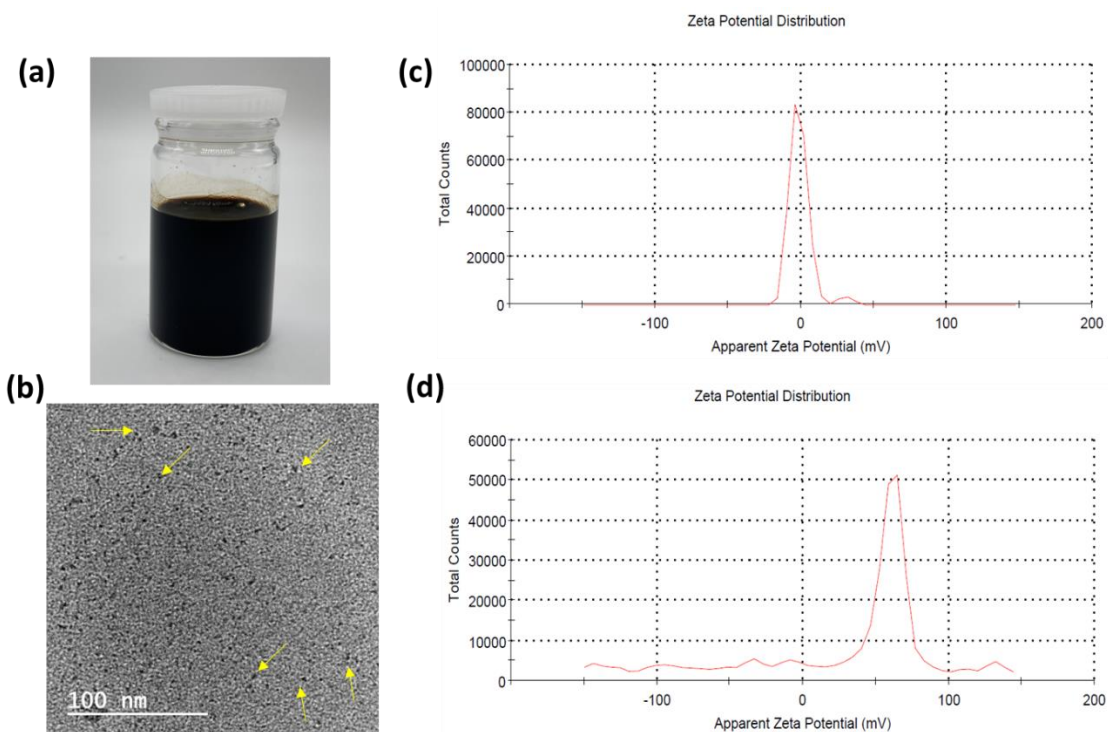 (a)
(b)
100 nm
(c)
Zeta Potential Distribution
100000
80000
60000
40000
20000
0
Total Counts
-100
0
100
200
Apparent Zeta Potential (mV)
(d)
Zeta Potential Distribution
60000
50000
40000
30000
20000
10000
0
Total Counts
-100
0
100
200
Apparent Zeta Potential (mV)